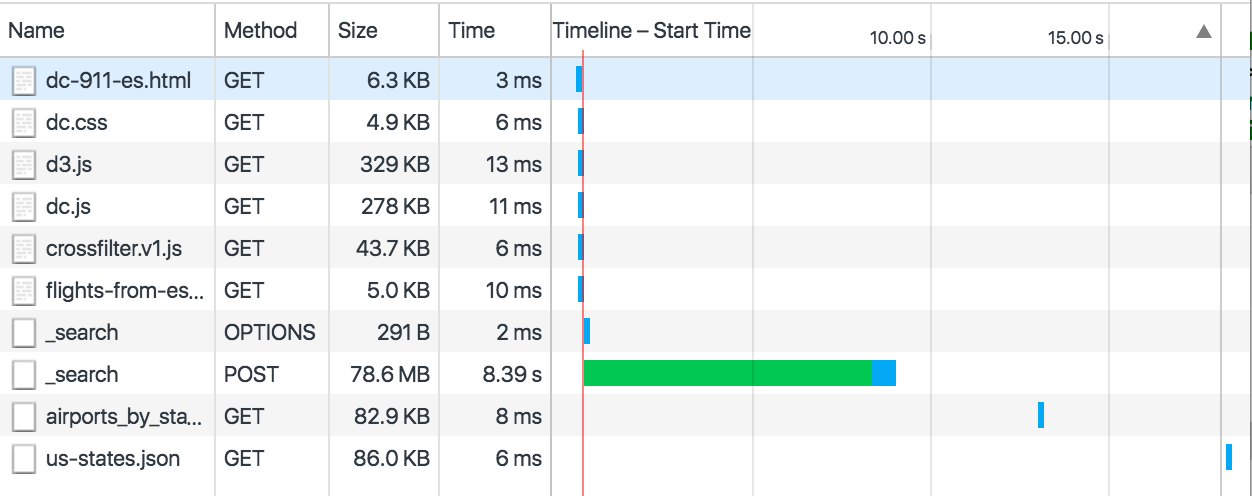 Name Method Size Time Timeline – Start Time 10.00 s 15.00 s
dc-911-es.html GET 6.3 KB 3 ms
dc.css GET 4.9 KB 6 ms
d3.js GET 329 KB 13 ms
dc.js GET 278 KB 11 ms
crossfilter.v1.js GET 43.7 KB 6 ms
flights-from-es... GET 5.0 KB 10 ms
_search OPTIONS 291 B 2 ms
_search POST 78.6 MB 8.39 s
airports_by_sta... GET 82.9 KB 8 ms
us-states.json GET 86.0 KB 6 ms